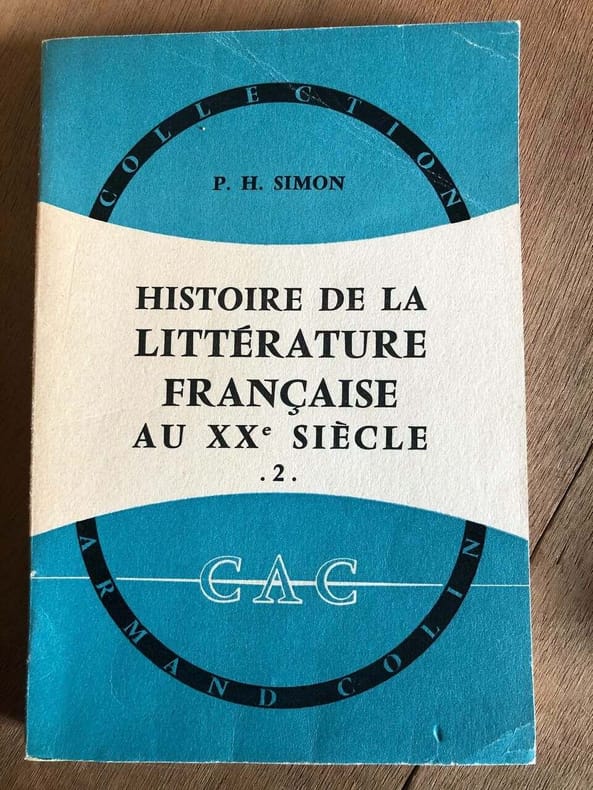 COLLECTION
P. H. SIMON
HISTOIRE DE LA
LITTÉRATURE
FRANÇAISE
AU XXe SIÈCLE
.2.
CAC
ARMAND COLIN